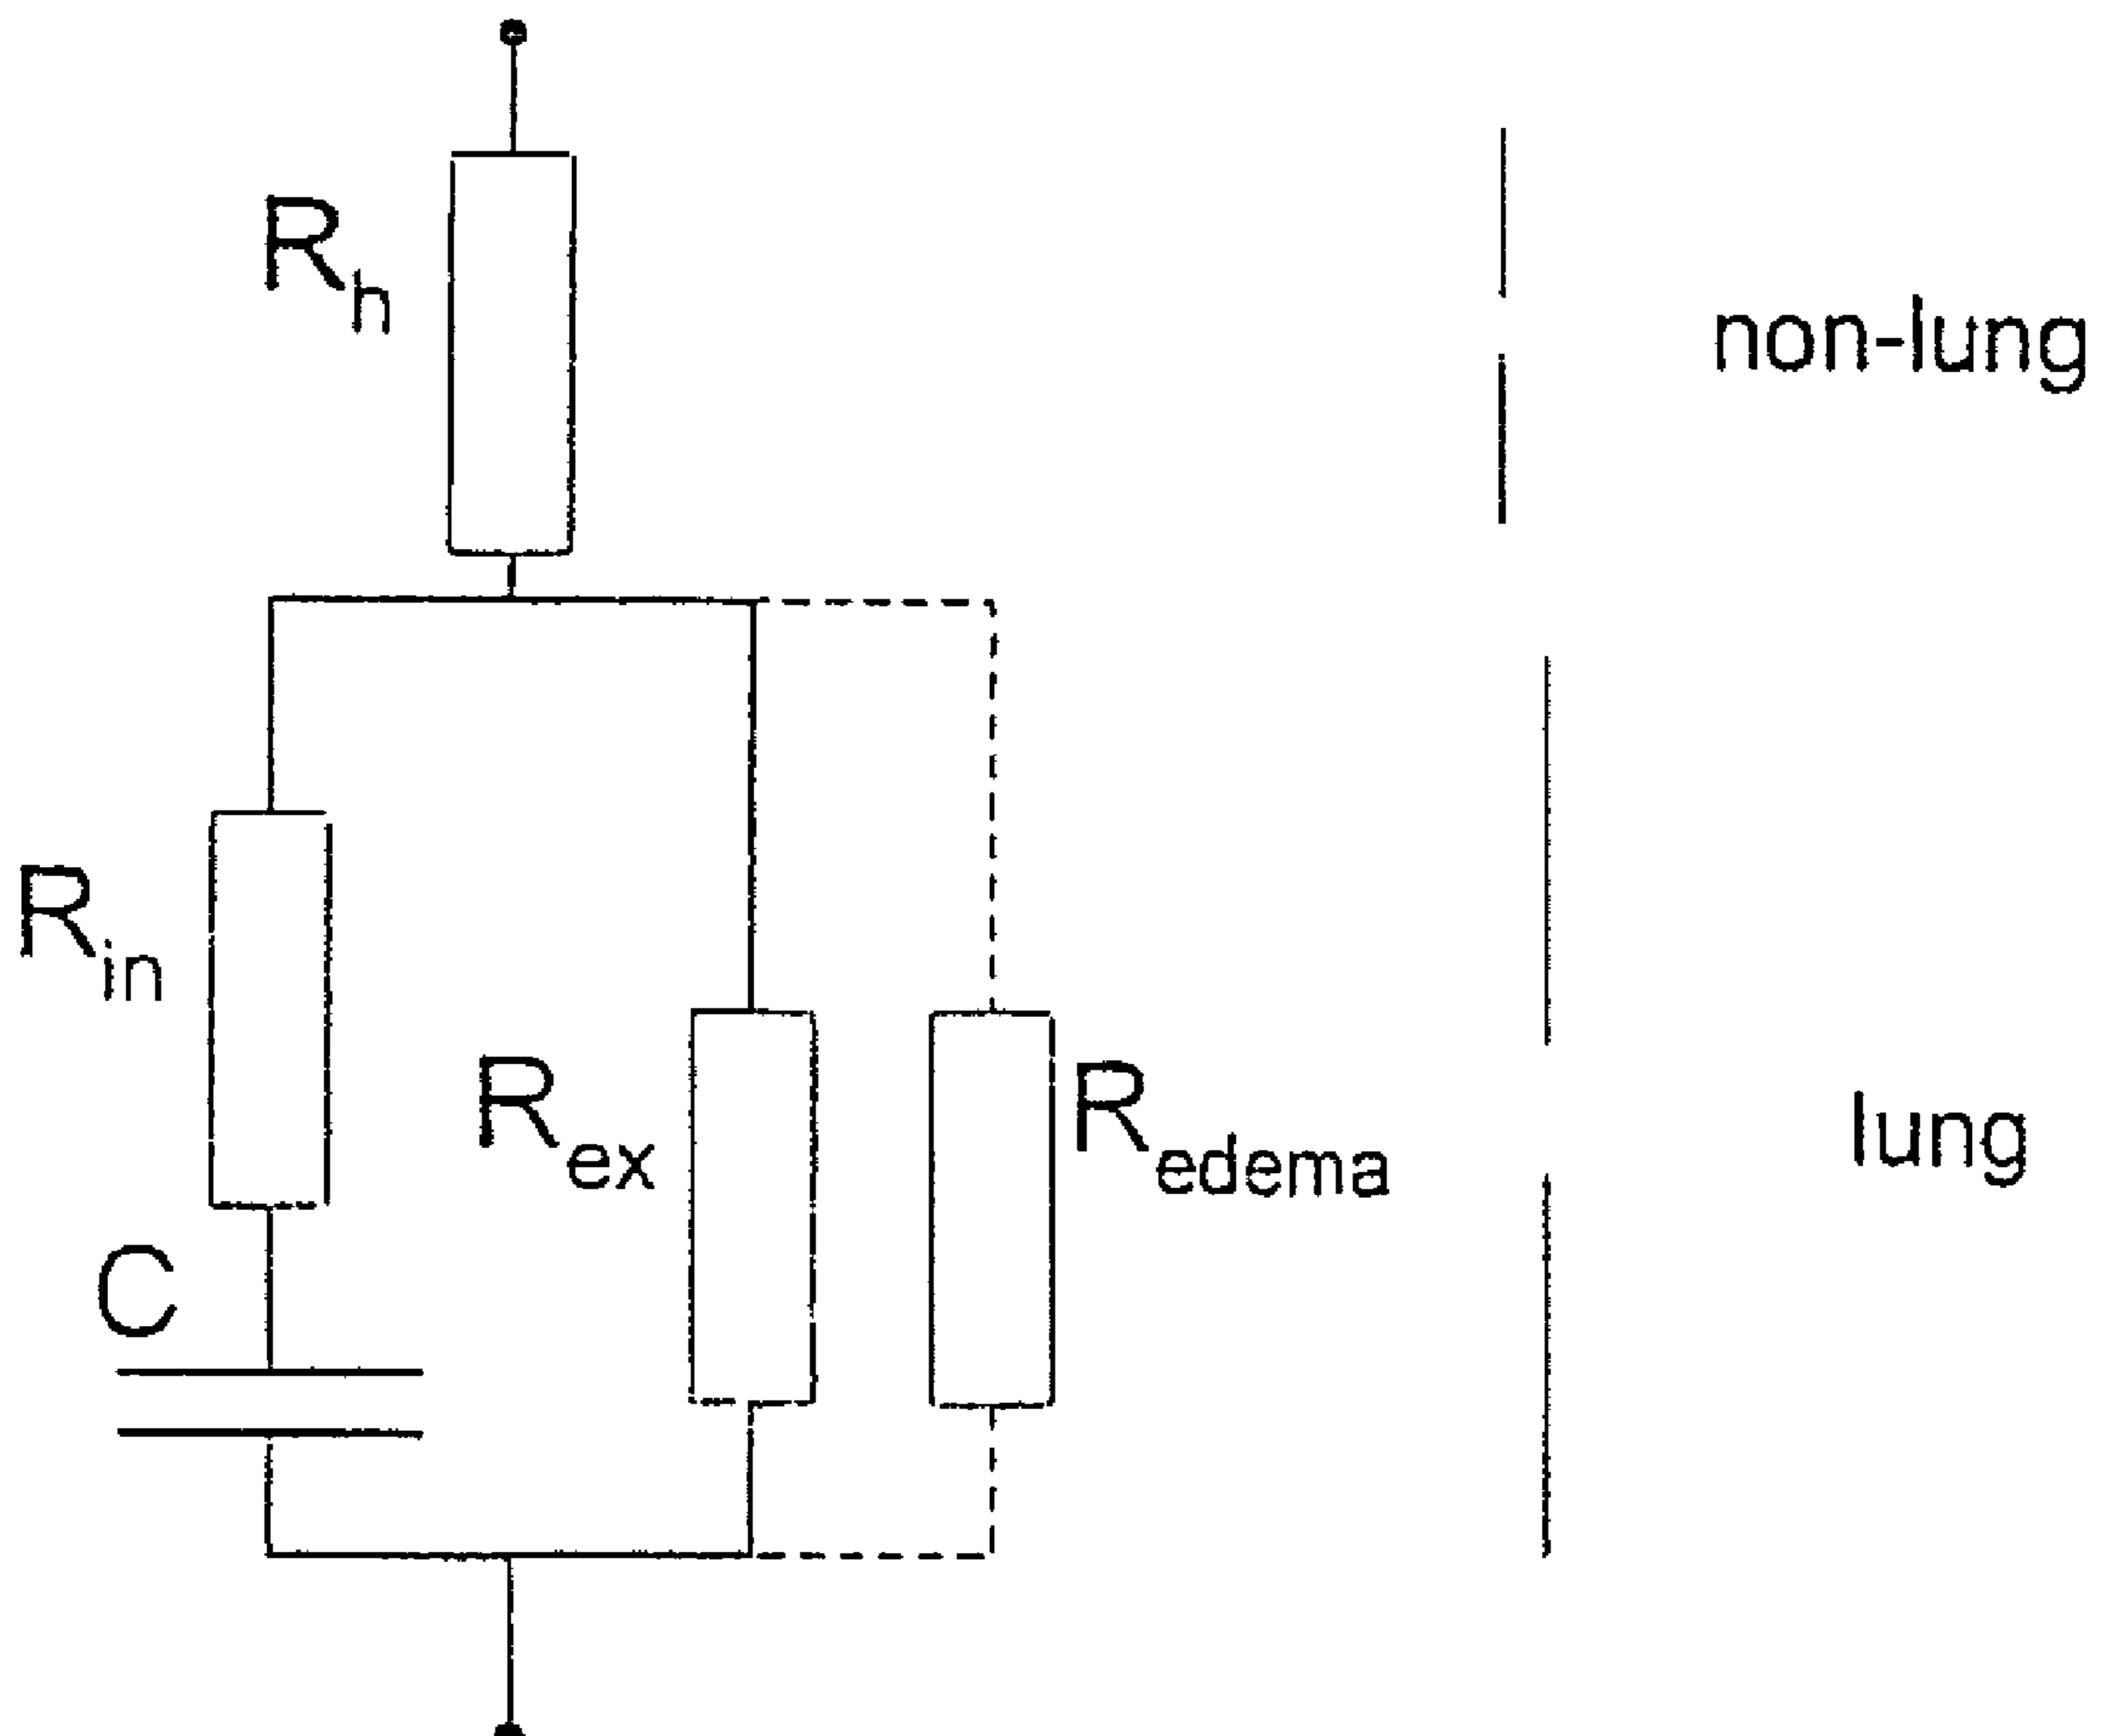 Rh
non-lung
Rin
Rex
Redema
lung
C